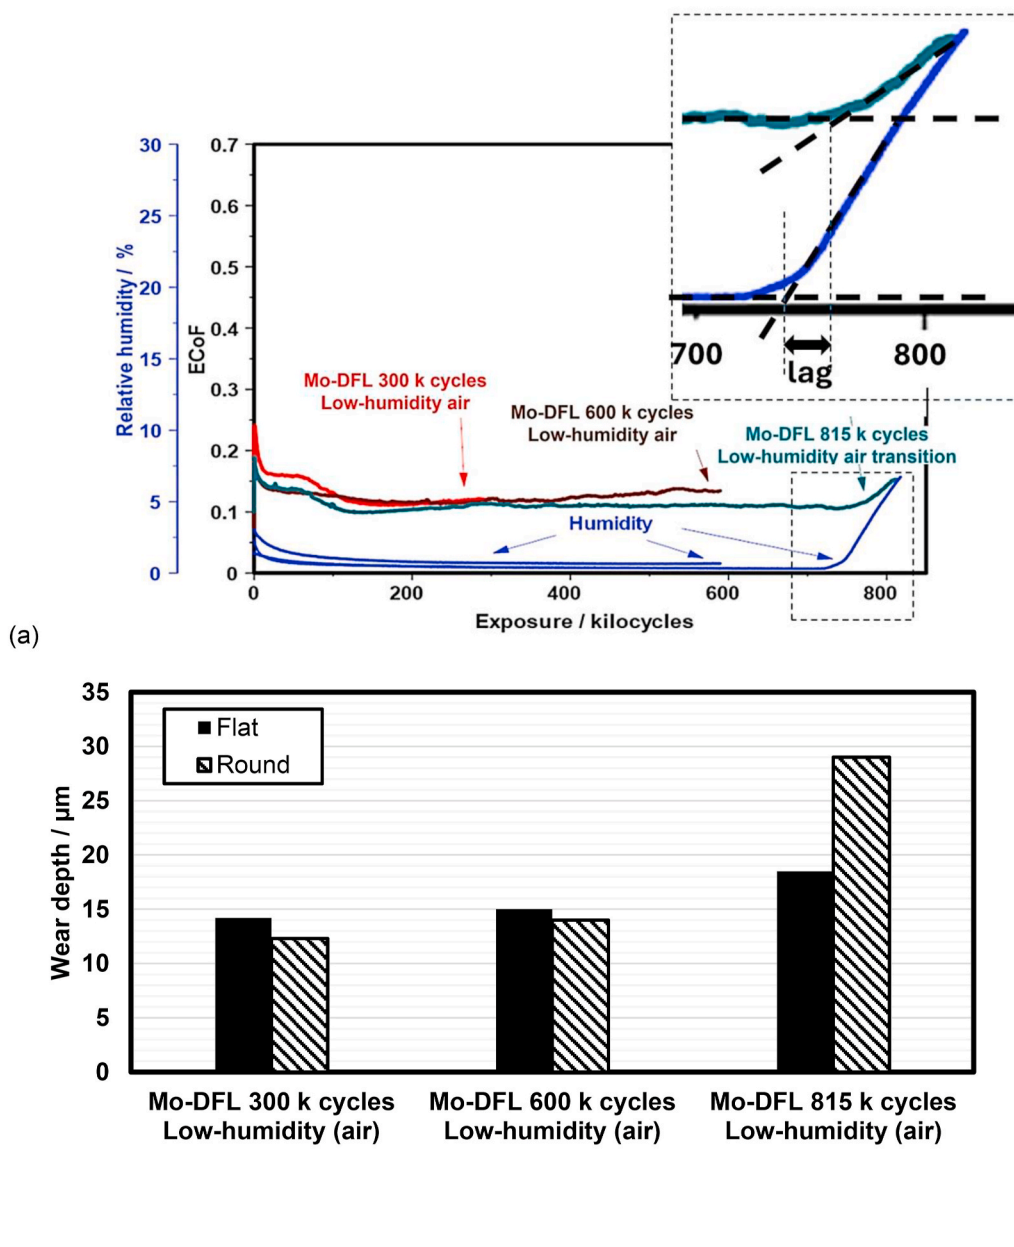 700
800
lag
30
25
20
15
10
5
0
Relative humidity / %
0.7
0.6
0.5
0.4
0.3
0.2
0.1
0
ECoF
Mo-DFL 300 k cycles
Low-humidity air
Mo-DFL 600 k cycles
Low-humidity air
Mo-DFL 815 k cycles
Low-humidity air transition
Humidity
0
200
400
600
800
Exposure / kilocycles
(a)
35
30
25
20
15
10
5
0
Wear depth / µm
Flat
Round
Mo-DFL 300 k cycles
Low-humidity (air)
Mo-DFL 600 k cycles
Low-humidity (air)
Mo-DFL 815 k cycles
Low-humidity (air)